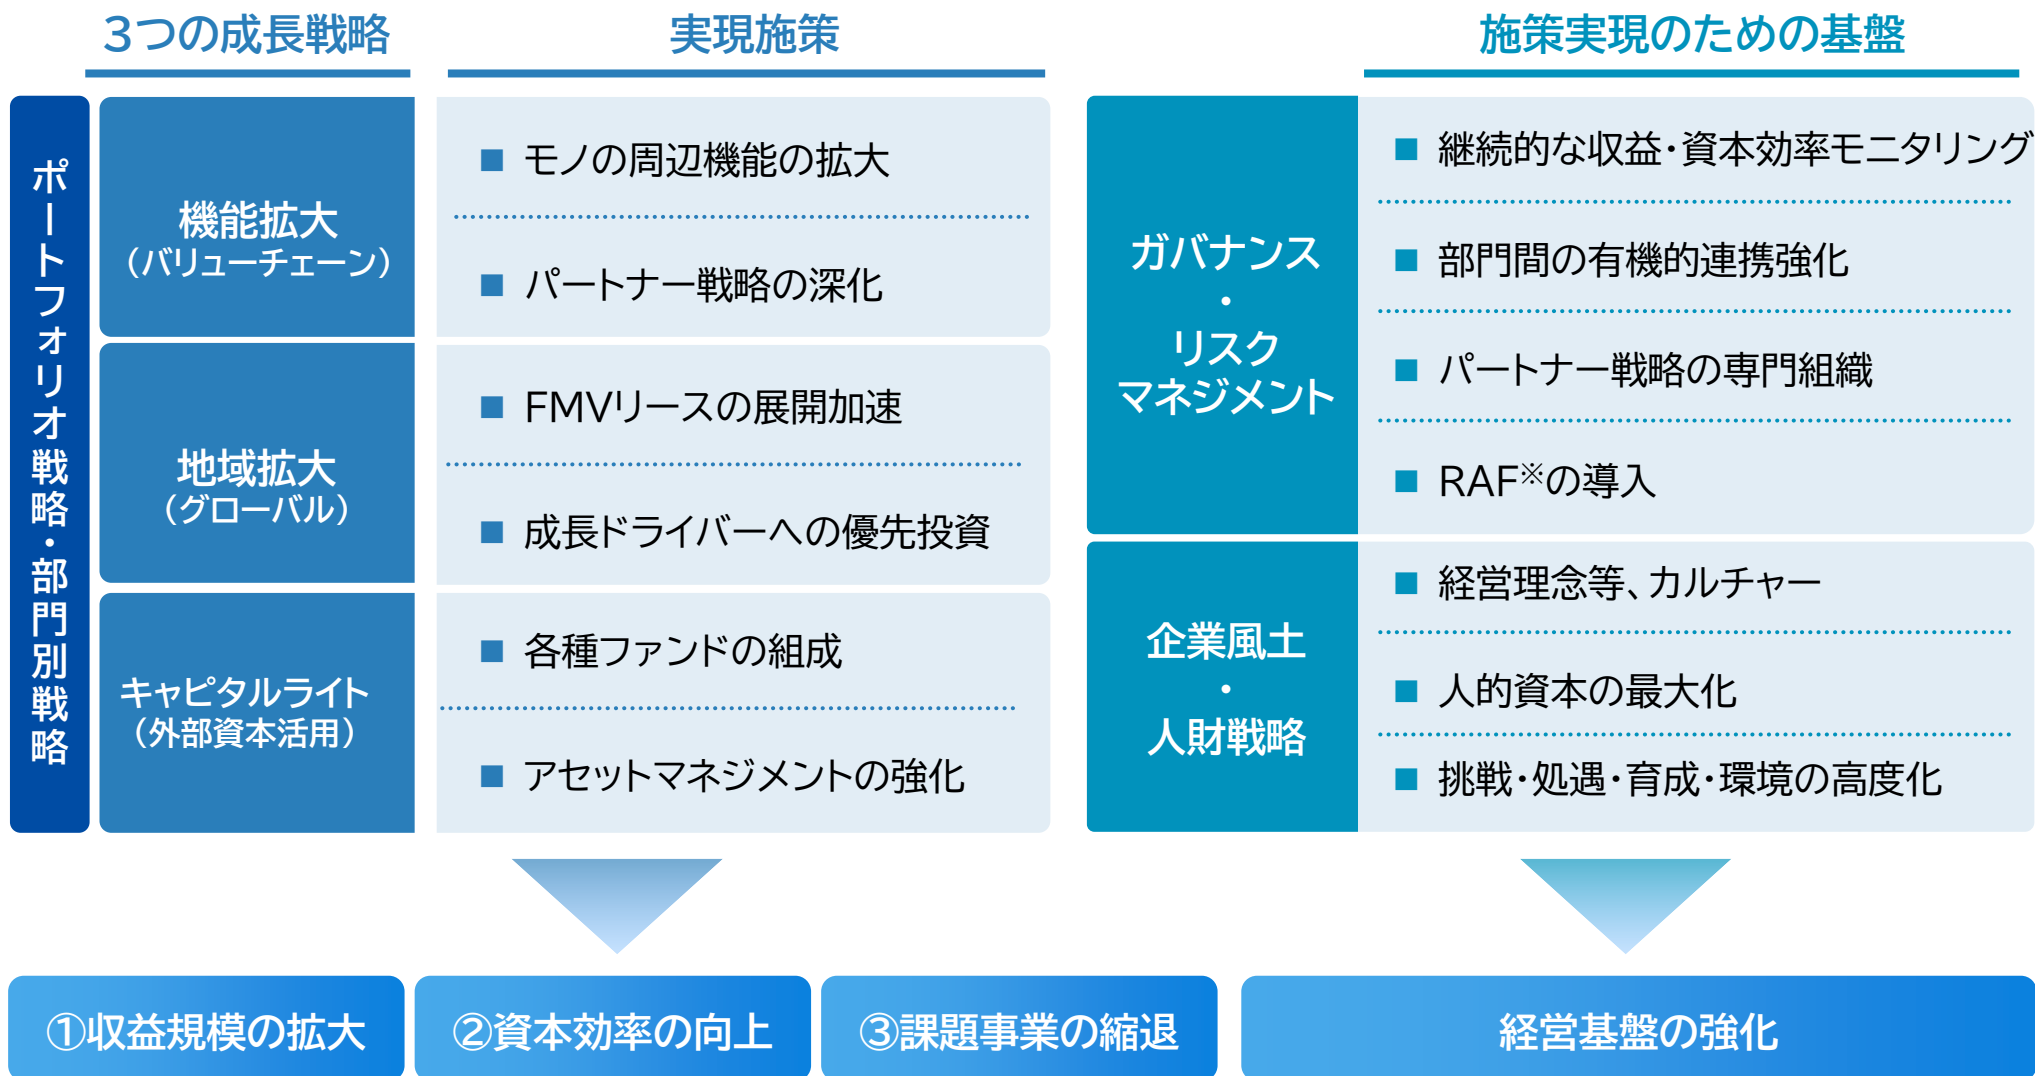 3つの成長戦略
実現施策
施策実現のための基盤
ポートフォリオ戦略・部門別戦略
機能拡大
（バリューチェーン）
■ モノの周辺機能の拡大
■ パートナー戦略の深化
地域拡大
（グローバル）
■ FMVリースの展開加速
■ 成長ドライバーへの優先投資
キャピタルライト
（外部資本活用）
■ 各種ファンドの組成
■ アセットマネジメントの強化
ガバナンス
・
リスク
マネジメント
■ 継続的な収益・資本効率モニタリング
■ 部門間の有機的連携強化
■ パートナー戦略の専門組織
■ RAF※の導入
企業風土
・
人財戦略
■ 経営理念等、カルチャー
■ 人的資本の最大化
■ 挑戦・処遇・育成・環境の高度化
①収益規模の拡大
②資本効率の向上
③課題事業の縮退
経営基盤の強化